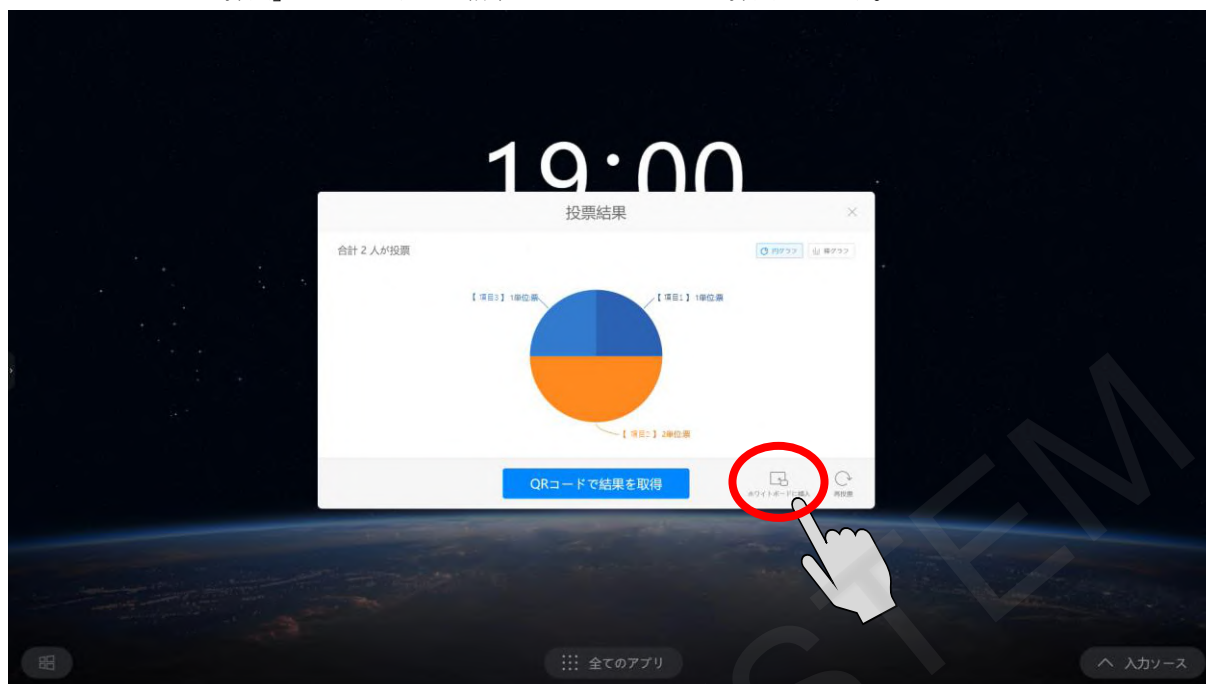 19:00
投票結果
合計 2 人が投票
円グラフ
棒グラフ
【 項目3 】 1単位票
【 項目1 】 1単位票
【 項目2 】 2単位票
QRコードで結果を取得
ホワイトボードに挿入
再投票
全てのアプリ
入力ソース
STEM